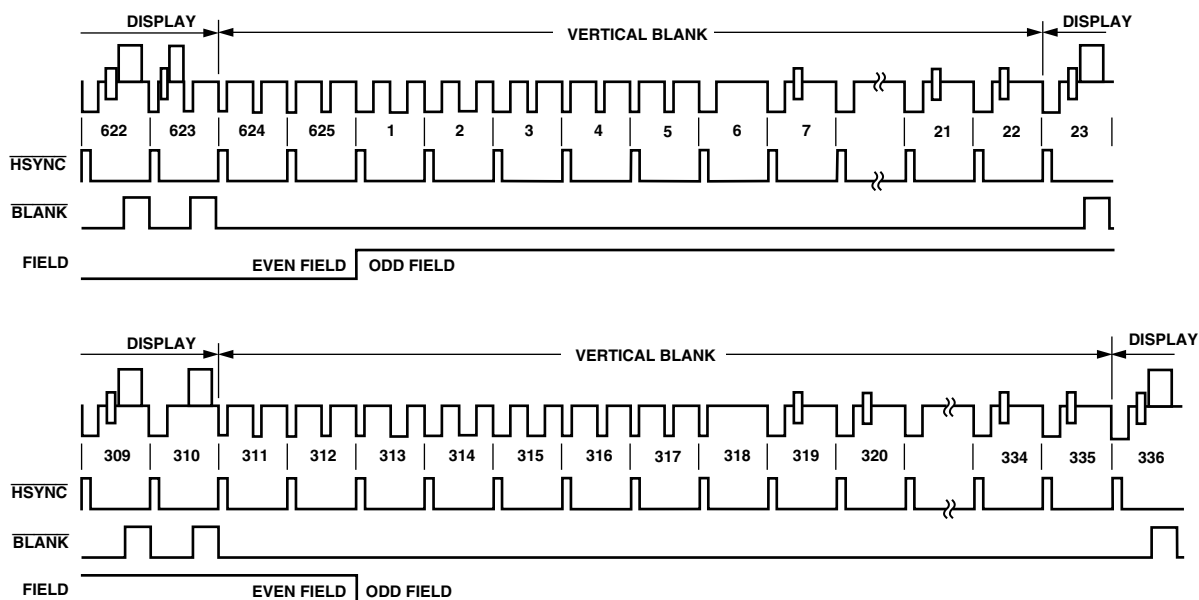 DISPLAY VERTICAL BLANK DISPLAY
622 623 624 625 1 2 3 4 5 6 7 21 22 23
HSYNC
BLANK
FIELD EVEN FIELD ODD FIELD
DISPLAY VERTICAL BLANK DISPLAY
309 310 311 312 313 314 315 316 317 318 319 320 334 335 336
HSYNC
BLANK
FIELD EVEN FIELD ODD FIELD